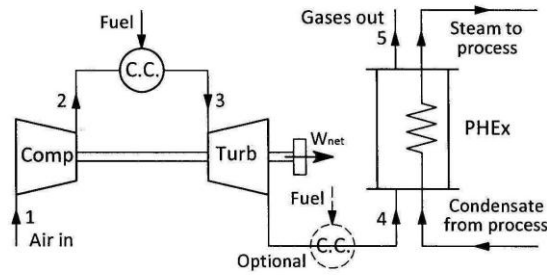 Fuel
Gases out
5
Steam to
process
C.C.
2
3
Comp
Turb
Wnet
PHEx
Fuel
1
Air in
Optional
C.C.
4
Condensate
from process